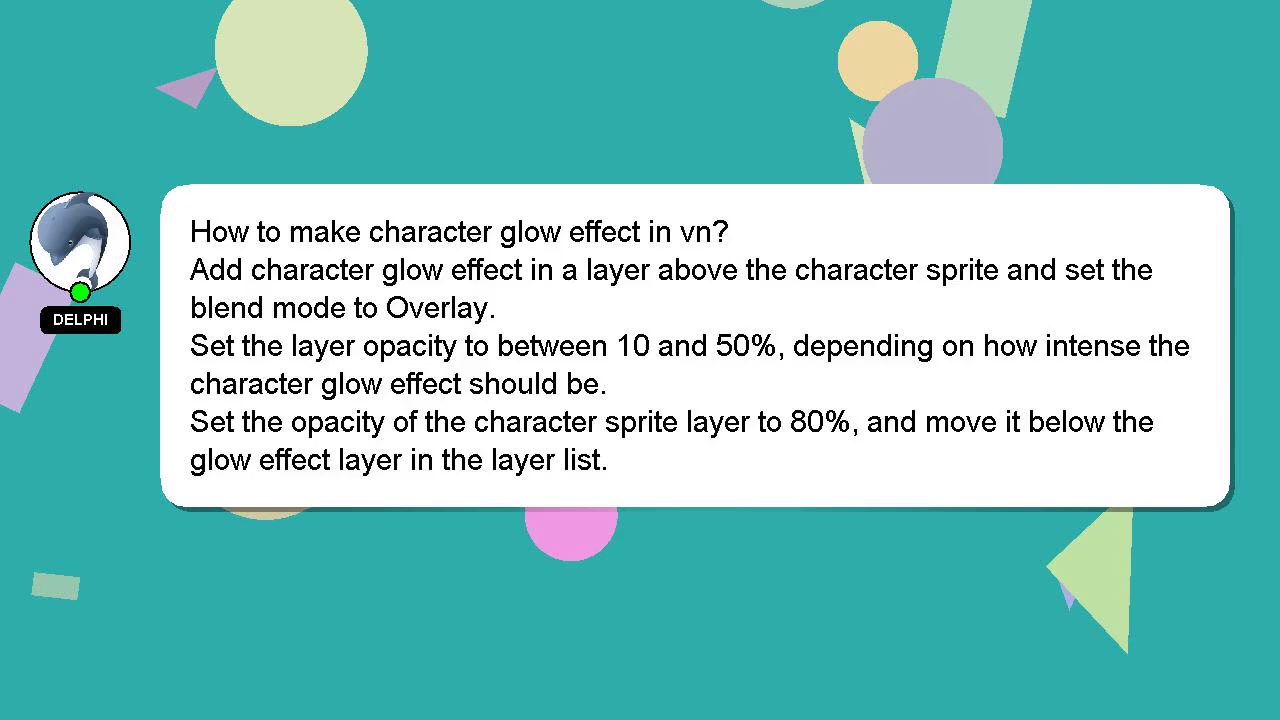 How to make character glow effect in vn?
Add character glow effect in a layer above the character sprite and set the
blend mode to Overlay.
Set the layer opacity to between 10 and 50%, depending on how intense the
character glow effect should be.
Set the opacity of the character sprite layer to 80%, and move it below the
glow effect layer in the layer list.
DELPHI